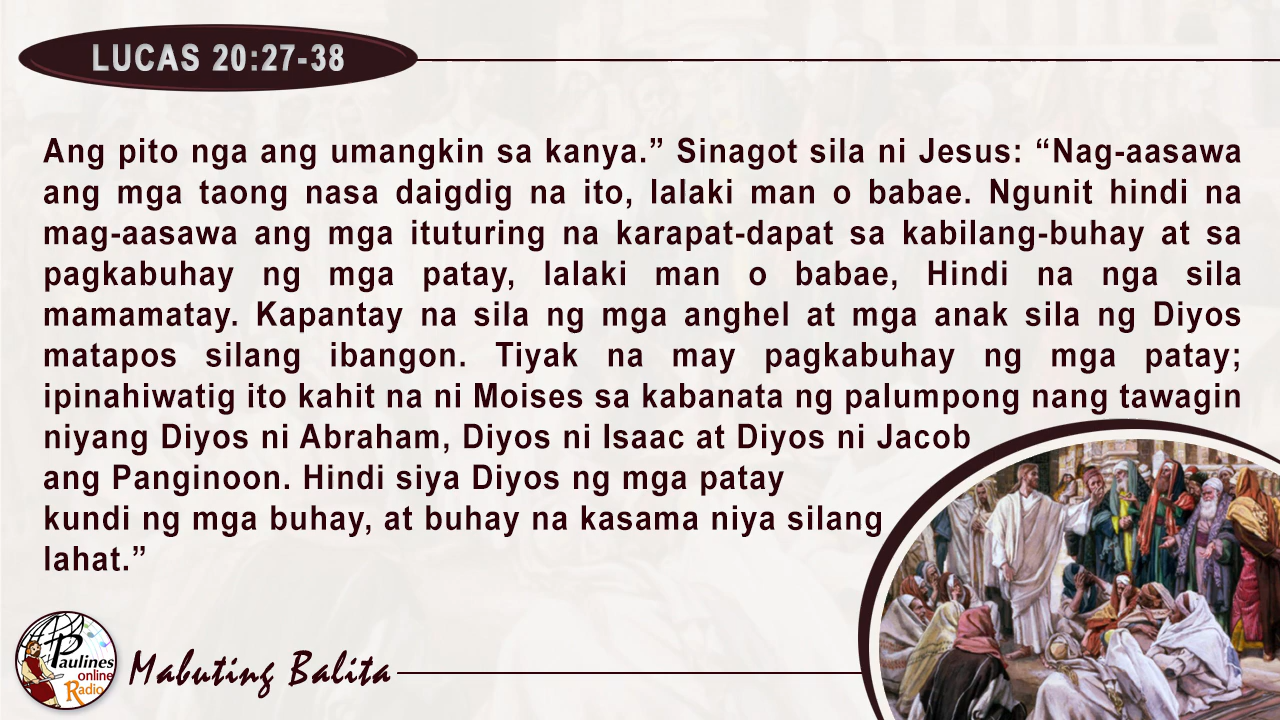 LUCAS 20:27-38
Ang pito nga ang umangkin sa kanya.” Sinagot sila ni Jesus: “Nag-aasawa
ang mga taong nasa daigdig na ito, lalaki man o babae. Ngunit hindi na
mag-aasawa ang mga ituturing na karapat-dapat sa kabilang-buhay at sa
pagkabuhay ng mga patay, lalaki man o babae, Hindi na nga sila
mamamatay. Kapantay na sila ng mga anghel at mga anak sila ng Diyos
matapos silang ibangon. Tiyak na may pagkabuhay ng mga patay;
ipinahiwatig ito kahit na ni Moises sa kabanata ng palumpong nang tawagin
niyang Diyos ni Abraham, Diyos ni Isaac at Diyos ni Jacob
ang Panginoon. Hindi siya Diyos ng mga patay
kundi ng mga buhay, at buhay na kasama niya silang
lahat.”
Paulines
online
Radio
Mabuting Balita